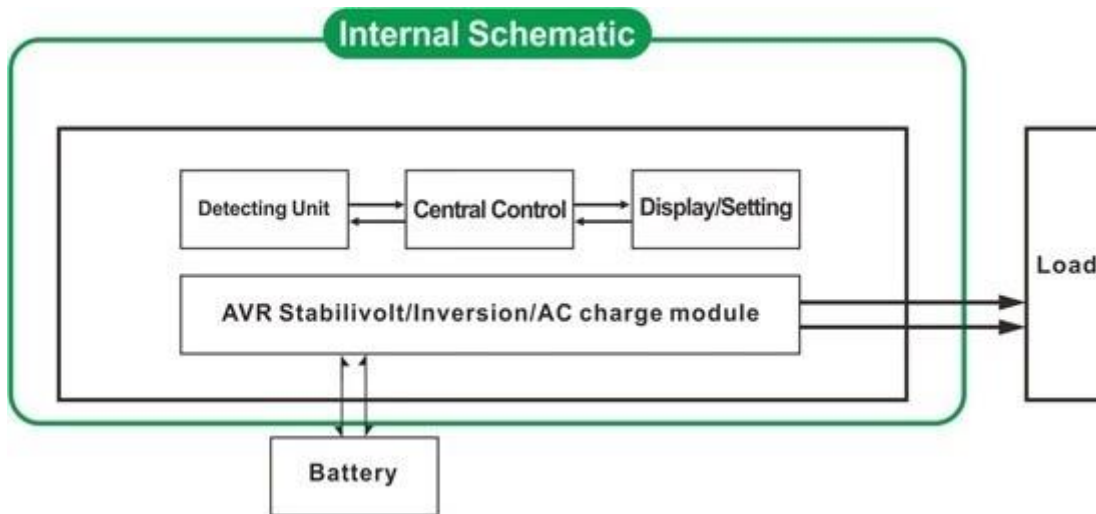 Internal Schematic
Detecting Unit
Central Control
Display/Setting
Load
AVR Stabilivolt/Inversion/AC charge module
Battery